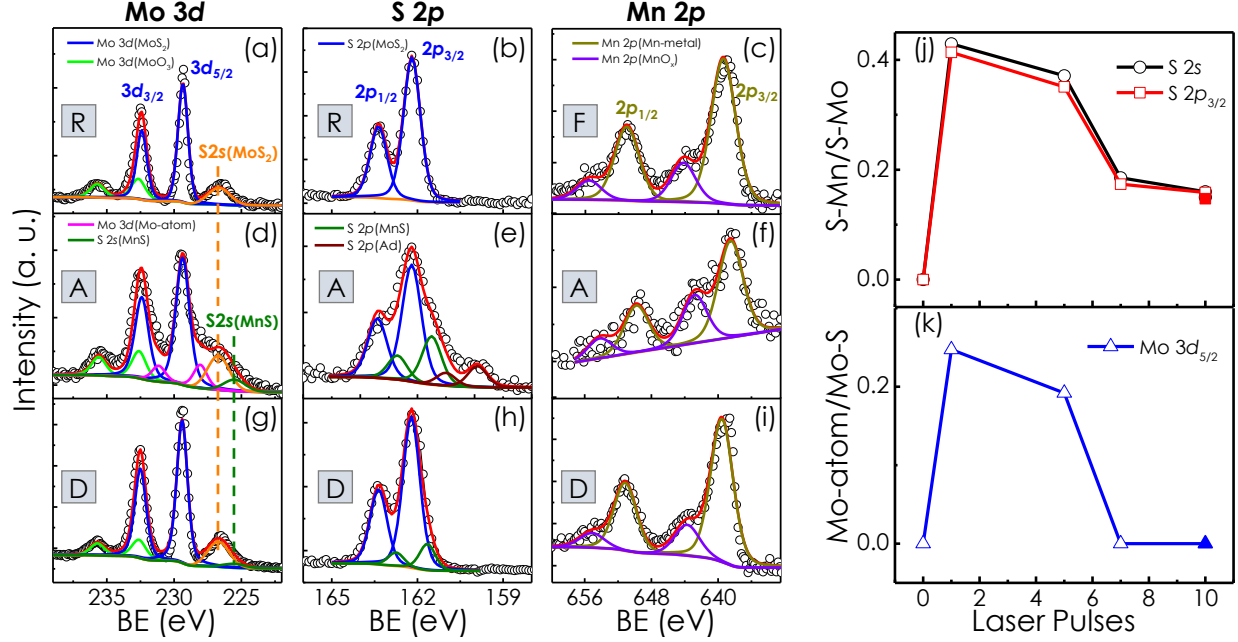 Mo 3d
S 2p
Mn 2p
Intensity (a. u.)
(a)
Mo 3d(MoS₂)
Mo 3d(MoO₃)
3d₃/₂
3d₅/₂
R
S2s(MoS₂)
(b)
S 2p(MoS₂)
2p₃/₂
2p₁/₂
R
(c)
Mn 2p(Mn-metal)
Mn 2p(MnOₓ)
2p₁/₂
2p₃/₂
F
(d)
Mo 3d(Mo-atom)
S 2s(MnS)
A
S2s(MnS)
(e)
S 2p(MnS)
S 2p(Ad)
A
(f)
A
(g)
D
235 230 225
BE (eV)
(h)
D
165 162 159
BE (eV)
(i)
D
656 648 640
BE (eV)
(j)
S 2s
S 2p₃/₂
S-Mn/S-Mo
0.4
0.2
0.0
(k)
Mo 3d₅/₂
Mo-atom/Mo-S
0.2
0.0
0 2 4 6 8 10
Laser Pulses